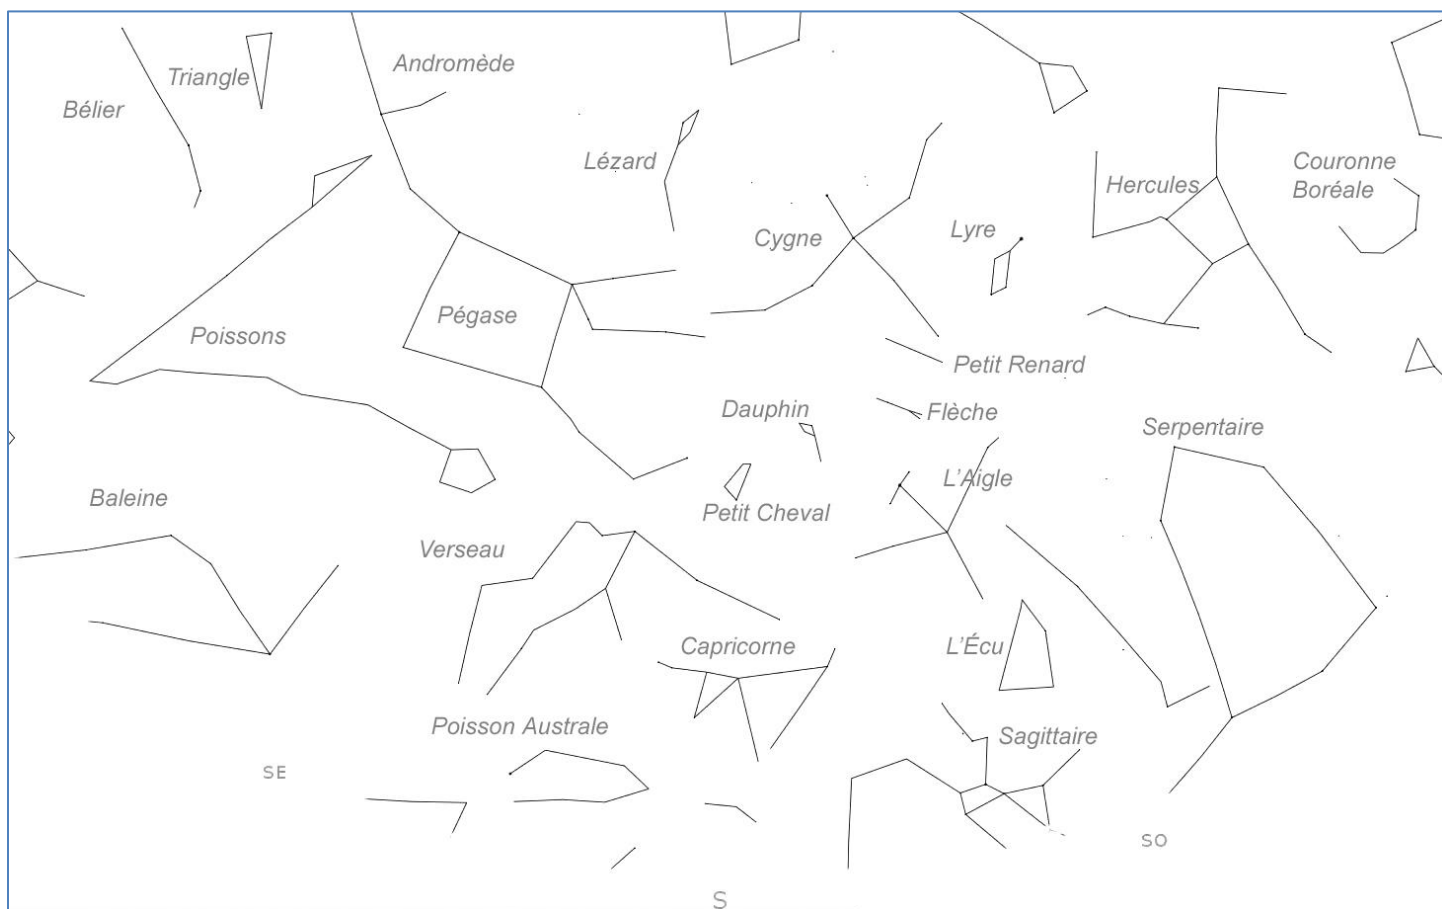 Andromède
Triangle
Bélier
Lézard
Couronne
Boréale
Hercules
Cygne
Lyre
Pégase
Poissons
Petit Renard
Dauphin
Flèche
Serpentaire
L'Aigle
Baleine
Petit Cheval
Verseau
Capricorne
L'Écu
Poisson Australe
Sagittaire
SE
SO
S